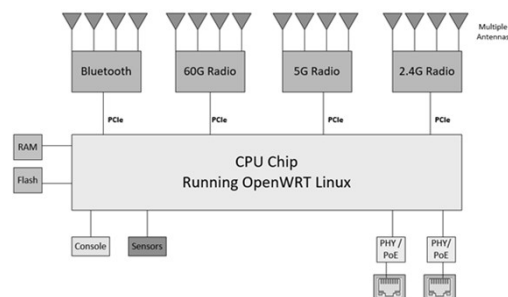 Multiple
Antennas
Bluetooth
60G Radio
5G Radio
2.4G Radio
PCIe
PCIe
PCIe
PCIe
RAM
Flash
CPU Chip
Running OpenWRT Linux
Console
Sensors
PHY /
PoE
PHY/
PoE